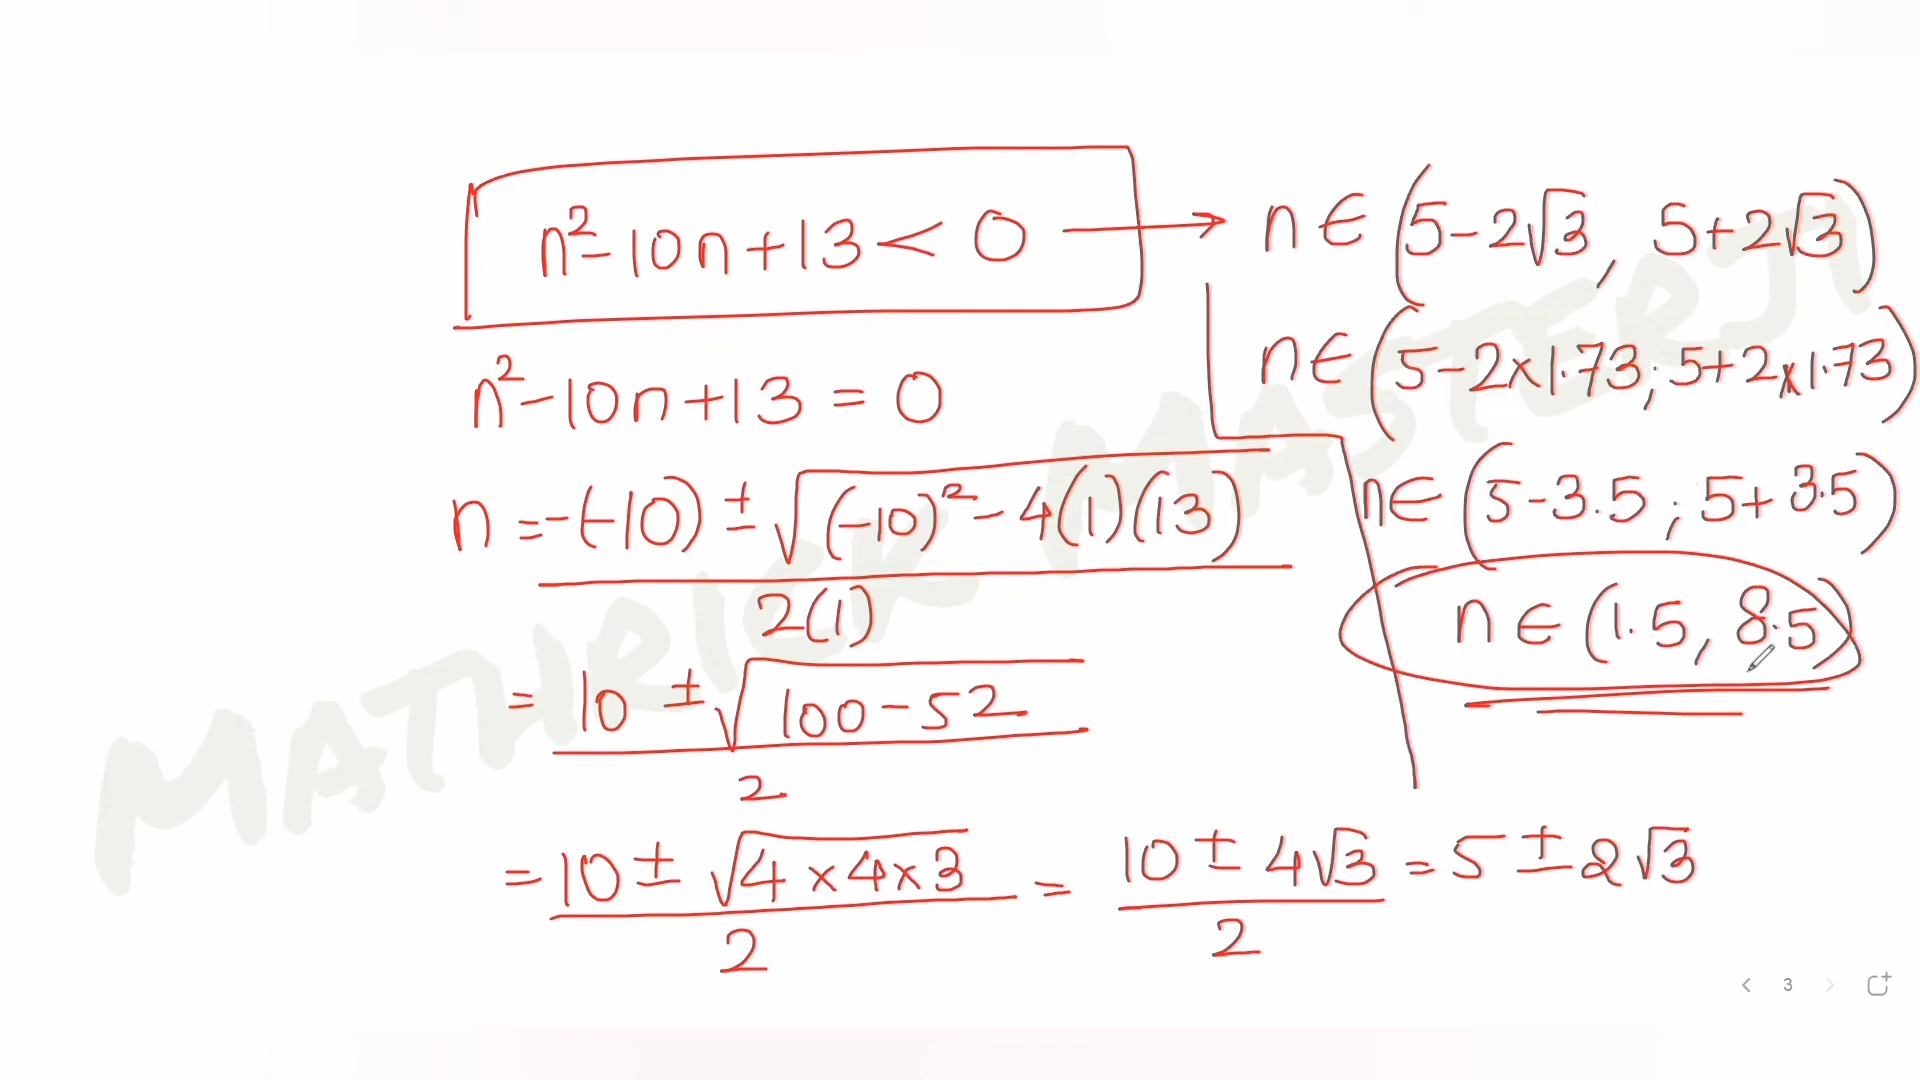 n²-10n+13 < 0 → n ∈ (5-2√3, 5+2√3)
n ∈ (5-2×1.73, 5+2×1.73)
n²-10n+13 = 0
n = -(-10) ± √(-10)²-4(1)(13)
2(1)
n ∈ (5-3.5, 5+3.5)
n ∈ (1.5, 8.5)
= 10 ± √100-52
2
= 10 ± √4×4×3 = 10 ± 4√3 = 5 ± 2√3
2 2
MATHRICK MASTERJI
3